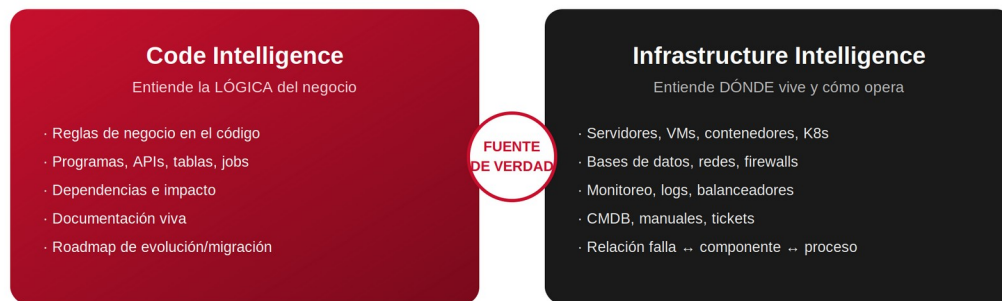 Code Intelligence
Entiende la LÓGICA del negocio
· Reglas de negocio en el código
· Programas, APIs, tablas, jobs
· Dependencias e impacto
· Documentación viva
· Roadmap de evolución/migración
FUENTE
DE VERDAD
Infrastructure Intelligence
Entiende DÓNDE vive y cómo opera
· Servidores, VMs, contenedores, K8s
· Bases de datos, redes, firewalls
· Monitoreo, logs, balanceadores
· CMDB, manuales, tickets
· Relación falla ↔ componente ↔ proceso